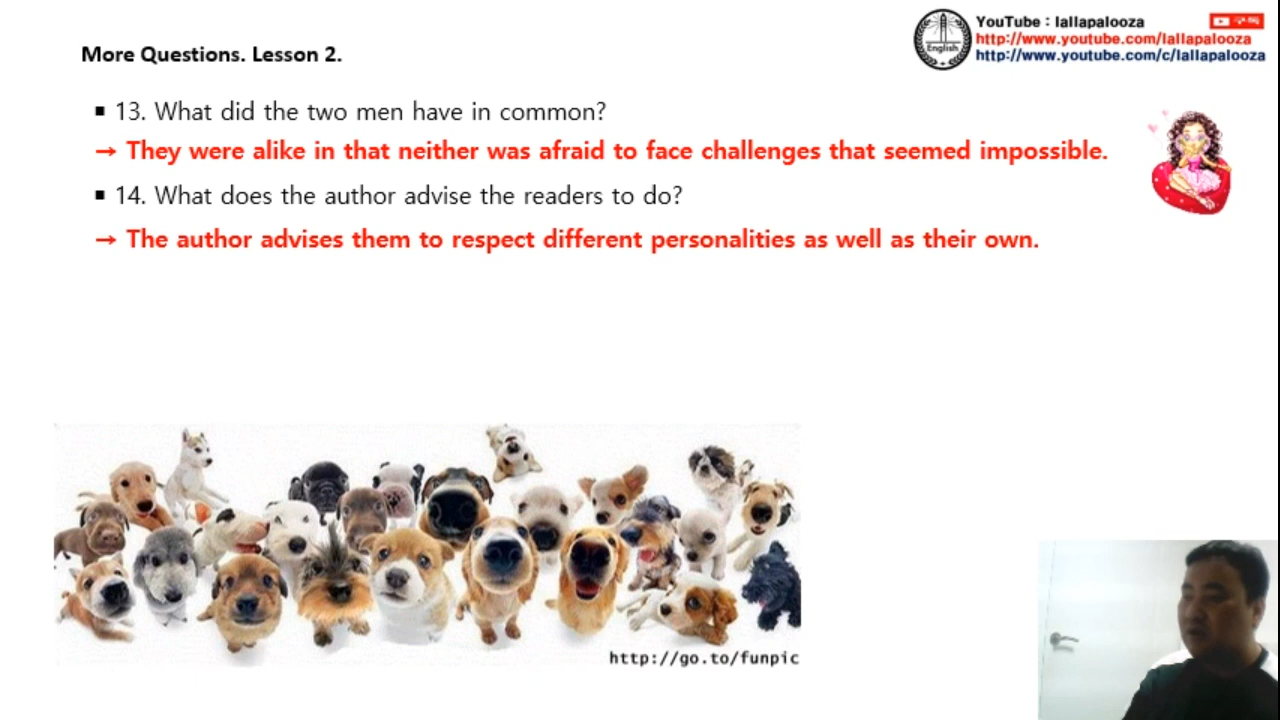 YouTube : lallapalooza
http://www.youtube.com/lallapalooza
http://www.youtube.com/c/lallapalooza
English
More Questions. Lesson 2.
▪ 13. What did the two men have in common?
→ They were alike in that neither was afraid to face challenges that seemed impossible.
▪ 14. What does the author advise the readers to do?
→ The author advises them to respect different personalities as well as their own.
http://go.to/funpic